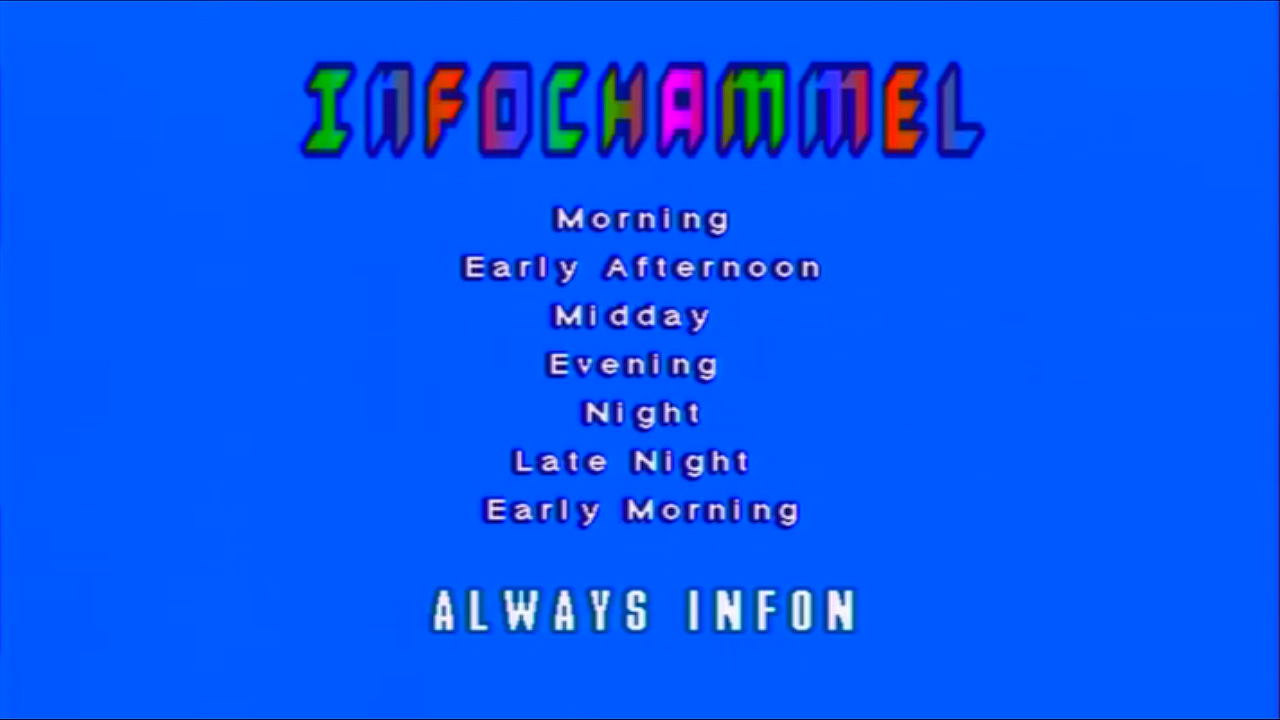 INFOCHAMMEL
Morning
Early Afternoon
Midday
Evening
Night
Late Night
Early Morning
ALWAYS INFON